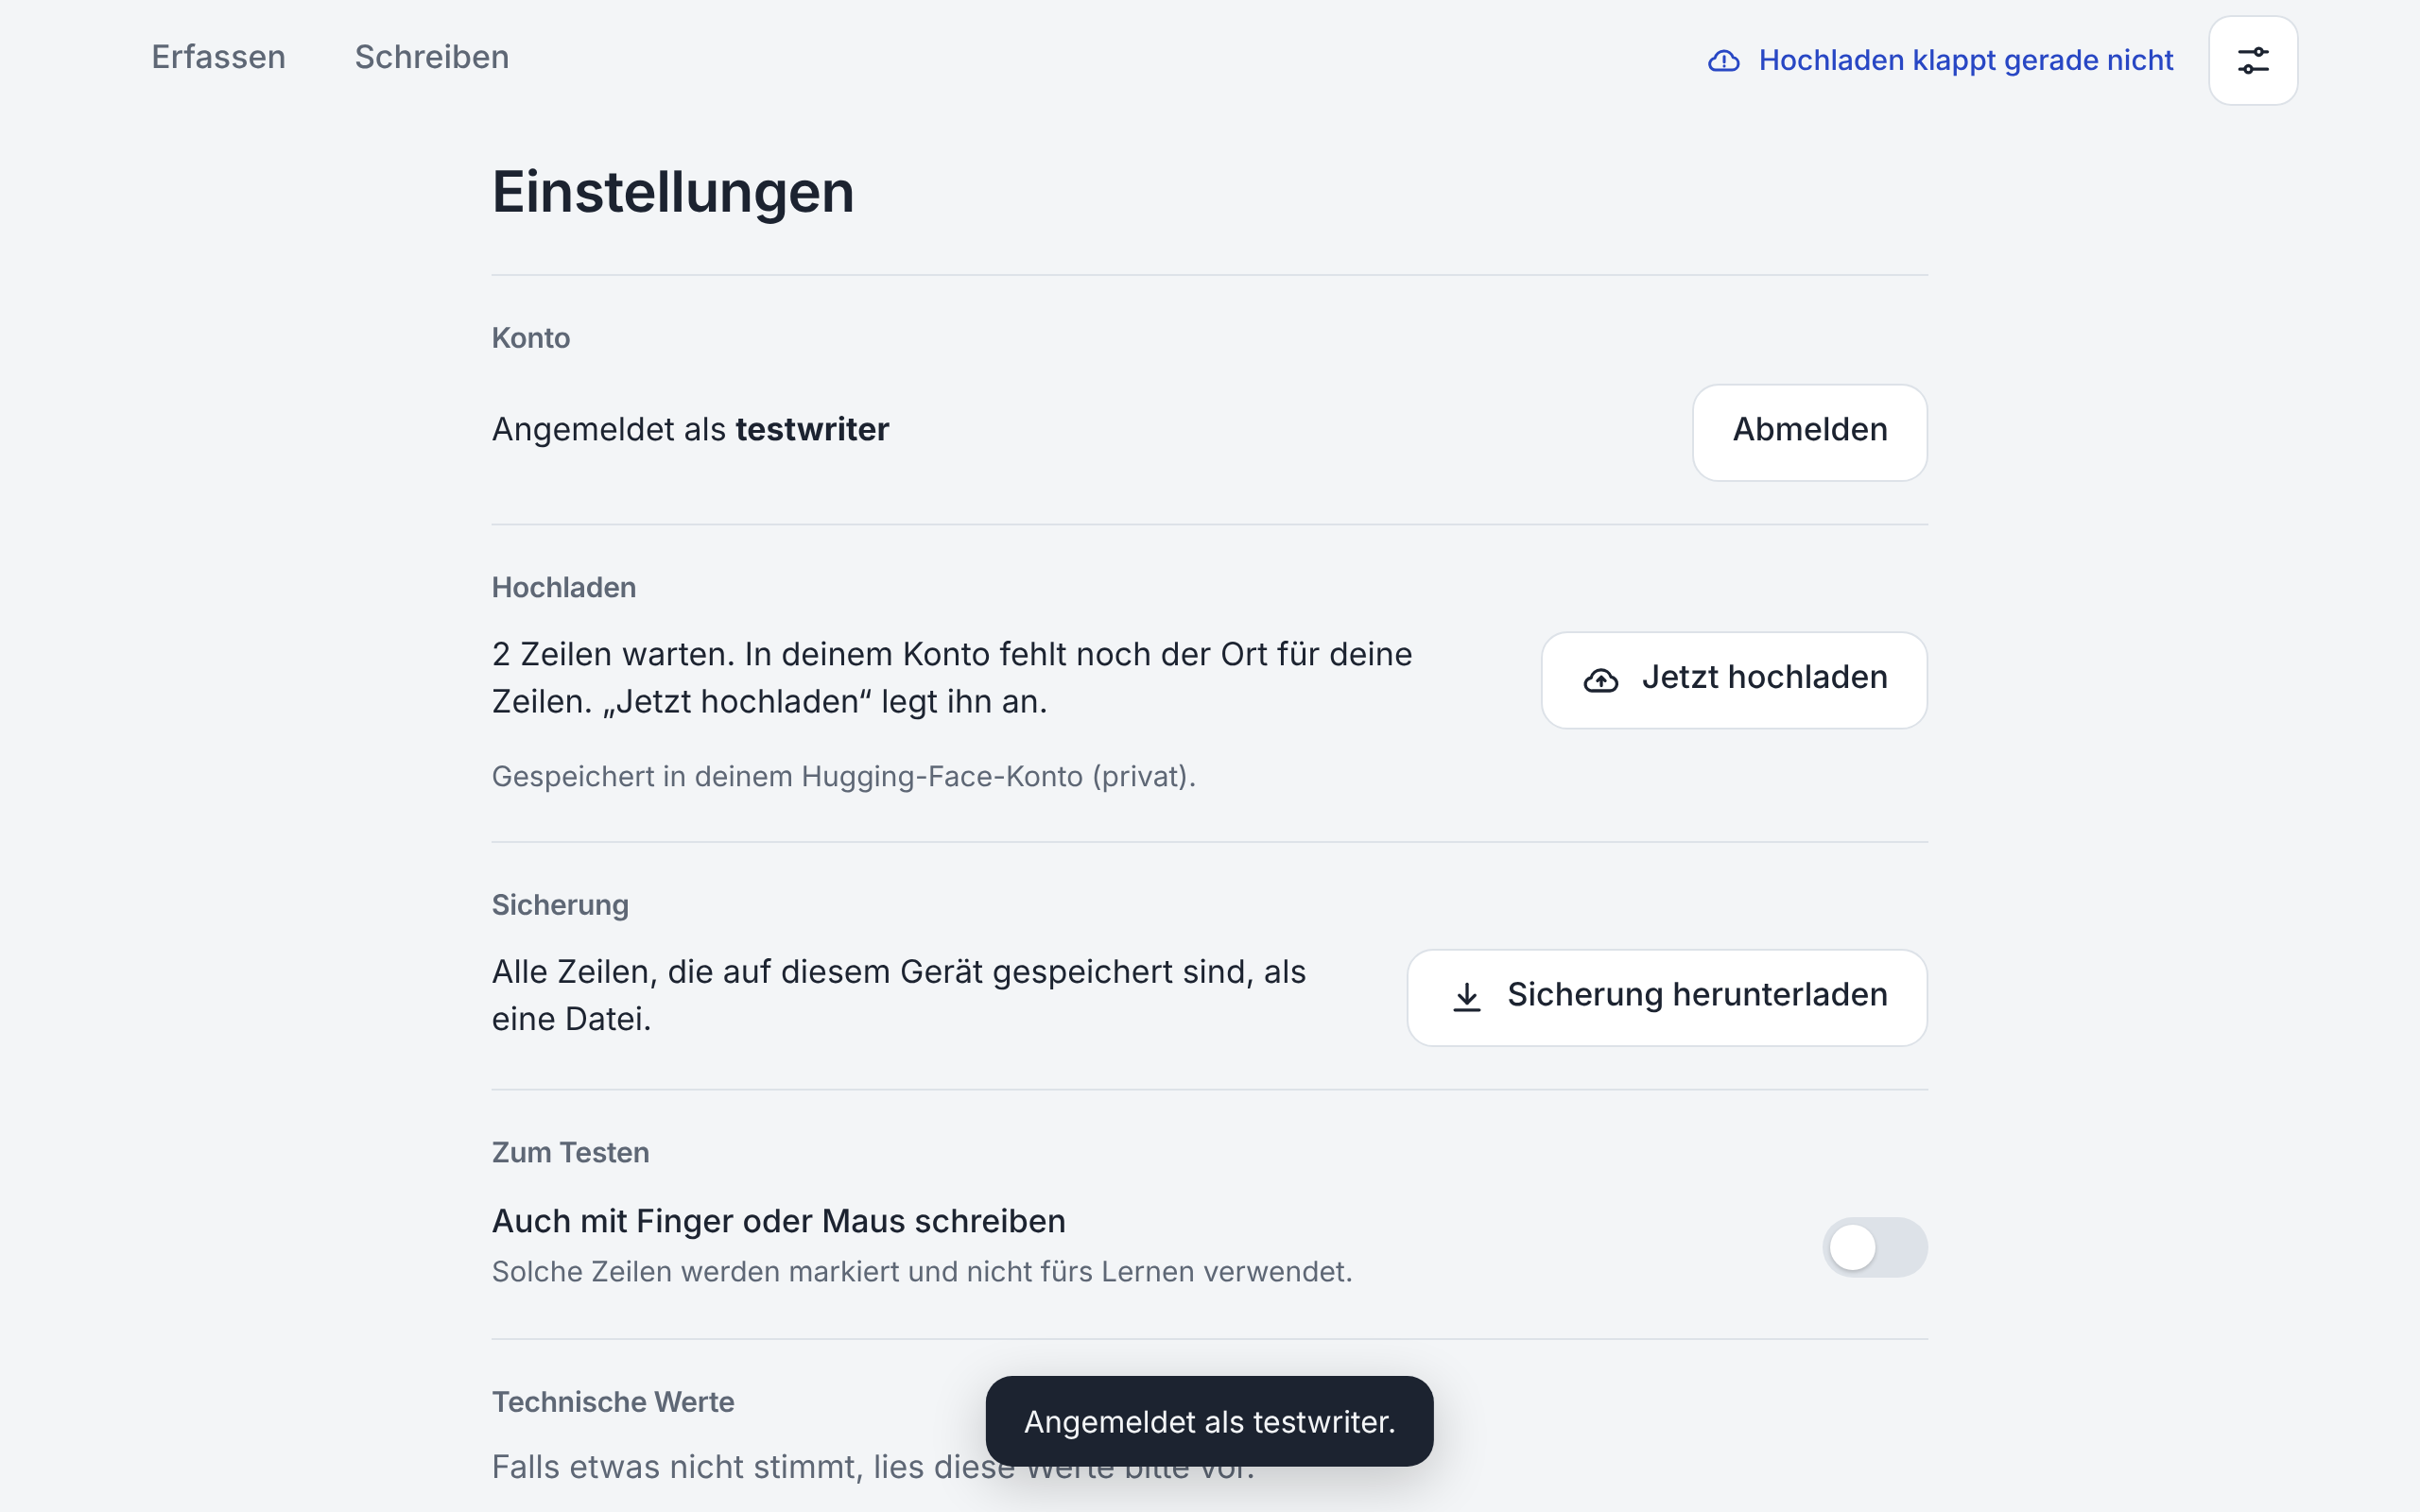 Erfassen Schreiben Hochladen klappt gerade nicht
Einstellungen
Konto
Angemeldet als testwriter Abmelden
Hochladen
2 Zeilen warten. In deinem Konto fehlt noch der Ort für deine
Zeilen. „Jetzt hochladen“ legt ihn an.
Jetzt hochladen
Gespeichert in deinem Hugging-Face-Konto (privat).
Sicherung
Alle Zeilen, die auf diesem Gerät gespeichert sind, als
eine Datei.
Sicherung herunterladen
Zum Testen
Auch mit Finger oder Maus schreiben
Solche Zeilen werden markiert und nicht fürs Lernen verwendet.
Technische Werte
Angemeldet als testwriter.
Falls etwas nicht stimmt, lies diese Werte bitte vor.